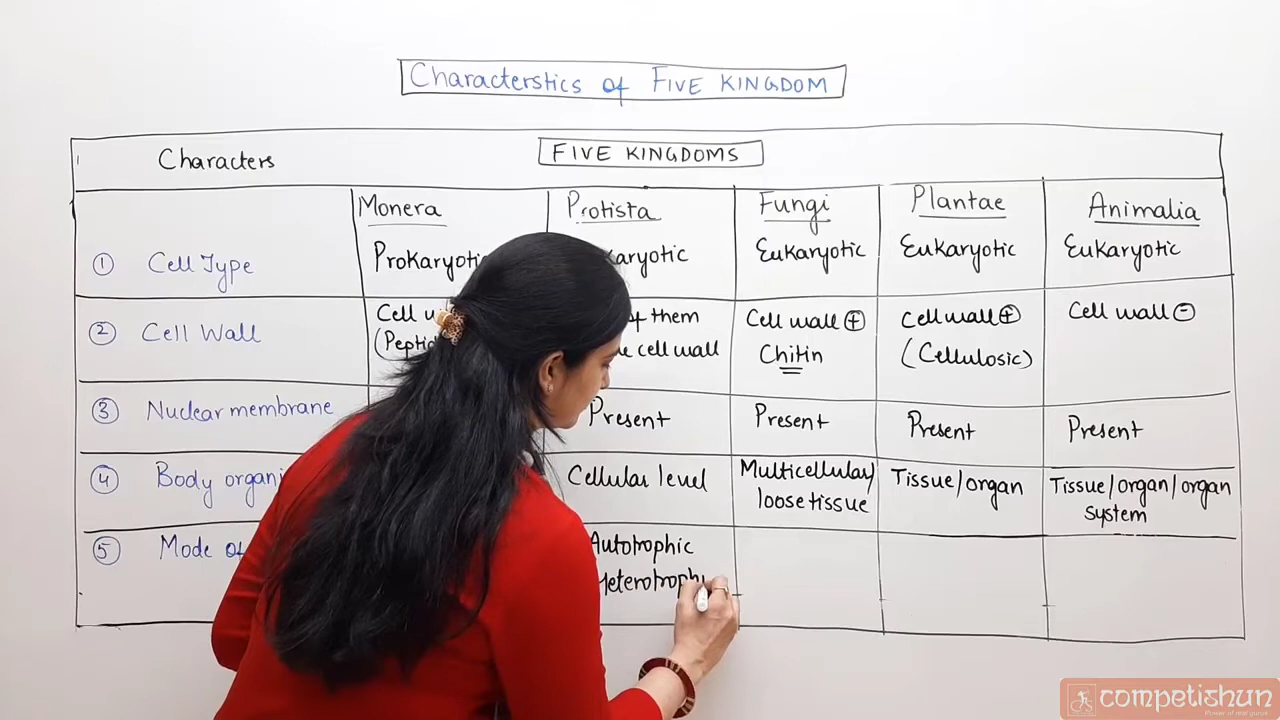 Characterstics of FIVE KINGDOM
Characters
FIVE KINGDOMS
Monera
Protista
Fungi
Plantae
Animalia
① Cell Type
Eukaryotic
Eukaryotic
Eukaryotic
② Cell Wall
Cell
of them
cell wall
Cell wall ⊕
Chitin
Cell wall ⊕
(Cellulosic)
Cell wall ⊖
③ Nuclear membrane
Present
Present
Present
Present
④ Body
Cellular level
Multicellular/
loose tissue
Tissue/organ
Tissue/organ/organ
system
⑤ Mode of
Autotrophic
competishun